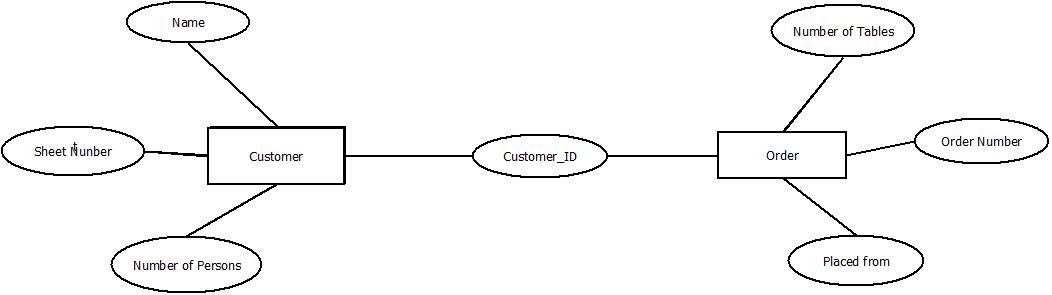 Name
Number of Tables
Sheet Nunber
Customer
Customer_ID
Order
Order Number
Number of Persons
Placed from